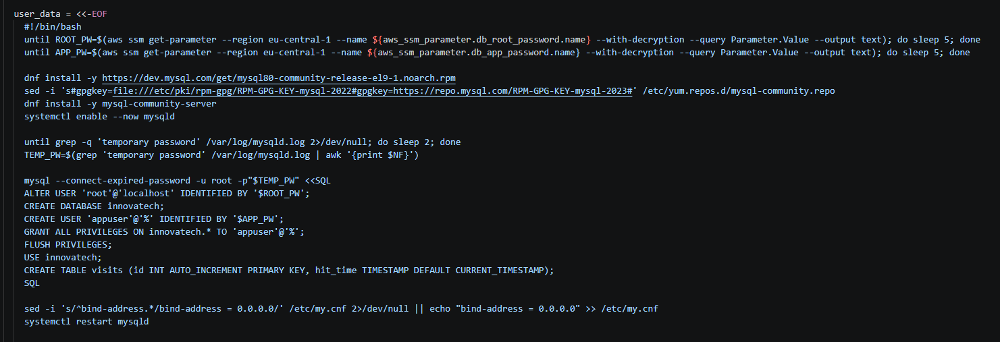 user_data = <<-EOF
#!/bin/bash
until ROOT_PW=$(aws ssm get-parameter --region eu-central-1 --name ${aws_ssm_parameter.db_root_password.name} --with-decryption --query Parameter.Value --output text); do sleep 5; done
until APP_PW=$(aws ssm get-parameter --region eu-central-1 --name ${aws_ssm_parameter.db_app_password.name} --with-decryption --query Parameter.Value --output text); do sleep 5; done
dnf install -y https://dev.mysql.com/get/mysql80-community-release-el9-1.noarch.rpm
sed -i 's#gpgkey=file:///etc/pki/rpm-gpg/RPM-GPG-KEY-mysql-2022#gpgkey=https://repo.mysql.com/RPM-GPG-KEY-mysql-2023#' /etc/yum.repos.d/mysql-community.repo
dnf install -y mysql-community-server
systemctl enable --now mysqld
until grep -q 'temporary password' /var/log/mysqld.log 2>/dev/null; do sleep 2; done
TEMP_PW=$(grep 'temporary password' /var/log/mysqld.log | awk '{print $NF}')
mysql --connect-expired-password -u root -p"$TEMP_PW" <<SQL
ALTER USER 'root'@'localhost' IDENTIFIED BY '$ROOT_PW';
CREATE DATABASE innovatech;
CREATE USER 'appuser'@'%' IDENTIFIED BY '$APP_PW';
GRANT ALL PRIVILEGES ON innovatech.* TO 'appuser'@'%';
FLUSH PRIVILEGES;
USE innovatech;
CREATE TABLE visits (id INT AUTO_INCREMENT PRIMARY KEY, hit_time TIMESTAMP DEFAULT CURRENT_TIMESTAMP);
SQL
sed -i 's/^bind-address.*/bind-address = 0.0.0.0/' /etc/my.cnf 2>/dev/null || echo "bind-address = 0.0.0.0" >> /etc/my.cnf
systemctl restart mysqld